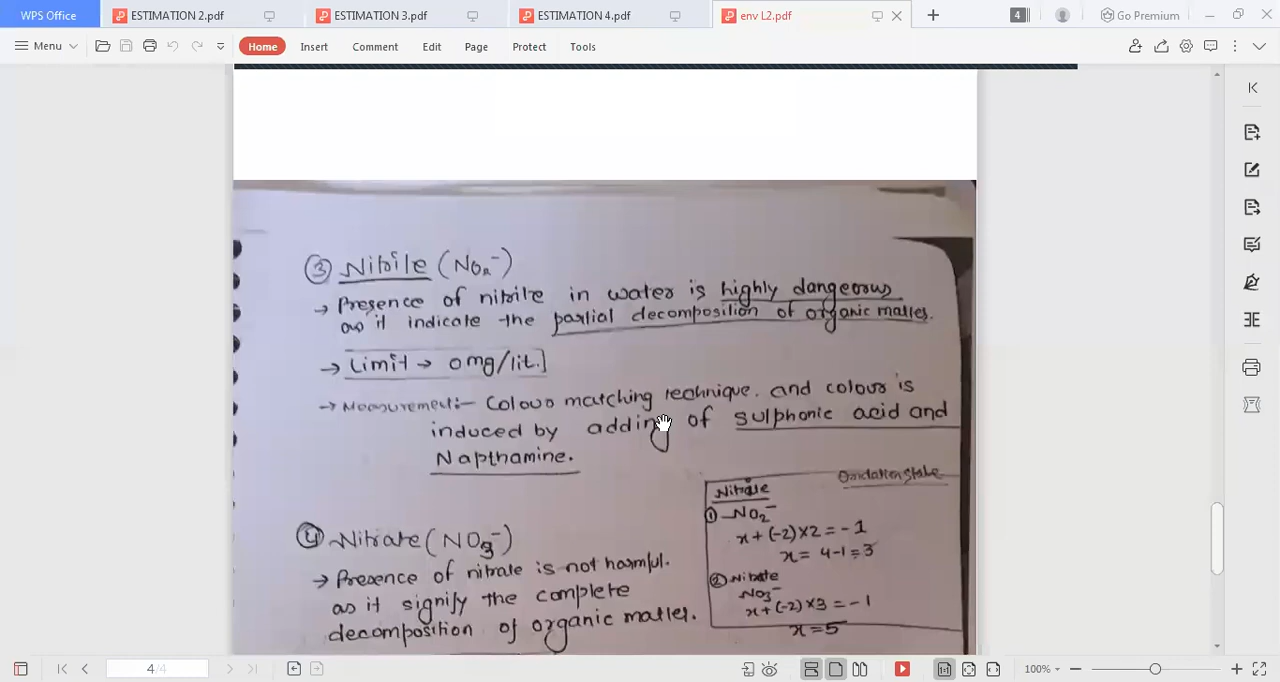 WPS Office
ESTIMATION 2.pdf
ESTIMATION 3.pdf
ESTIMATION 4.pdf
env L2.pdf
4
Go Premium
Menu
Home
Insert
Comment
Edit
Page
Protect
Tools
③ Nitrite (NO₂⁻)
→ Presence of nitrite in water is highly dangerous
as it indicate the partial decomposition of organic matter.
→ Limit → 0mg/lit.]
→ Measurement:- Colour matching technique. and colour is
induced by adding of sulphonic acid and
Napthamine.
Oxidation state
Nitrite
① NO₂⁻
x+(-2)×2=-1
x= 4-1=3
② Nitrate
NO₃⁻
x+(-2)×3=-1
x=5
④ Nitrate (NO₃⁻)
→ Presence of nitrate is not harmful.
as it signify the complete
decomposition of organic matter.
4/4
1:1
100%